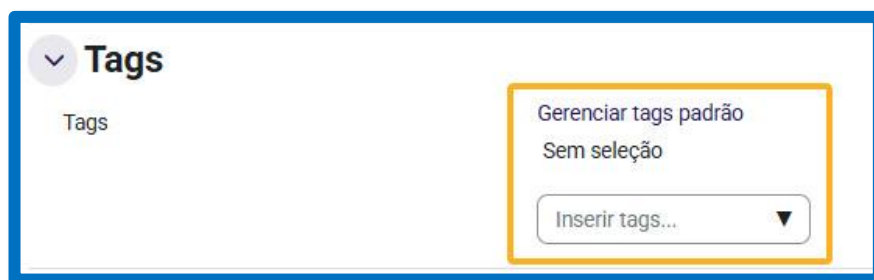 Tags
Tags
Gerenciar tags padrão
Sem seleção
Inserir tags...